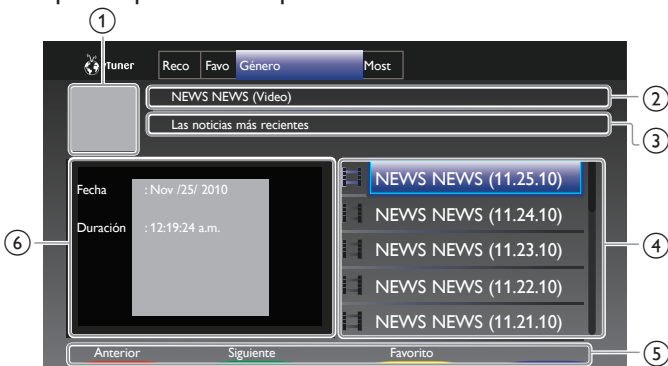 1
vTuner Reco Favo Género Most
NEWS NEWS (Video)
2
Las noticias más recientes
3
Fecha : Nov /25/ 2010
Duración : 12:19:24 a.m.
6
NEWS NEWS (11.25.10)
NEWS NEWS (11.24.10)
NEWS NEWS (11.23.10)
NEWS NEWS (11.22.10)
NEWS NEWS (11.21.10)
4
Anterior Siguiente Favorito
5